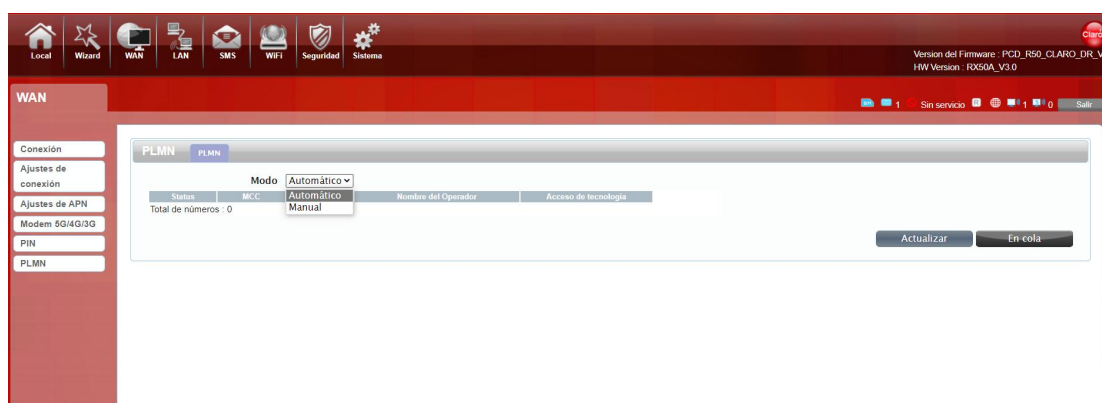 Local Wizard WAN LAN SMS WiFi Seguridad Sistema
Claro
Version del Firmware : PCD_R50_CLARO_DR_V
HW Version : RX50A_V3.0
WAN
1 Sin servicio R 1 0 Salir
Conexión
Ajustes de
conexión
Ajustes de APN
Modem 5G/4G/3G
PIN
PLMN
PLMN PLMN
Modo Automático
Status MCC Nombre del Operador Acceso de tecnologia
Automático
Manual
Total de números : 0
Actualizar En cola